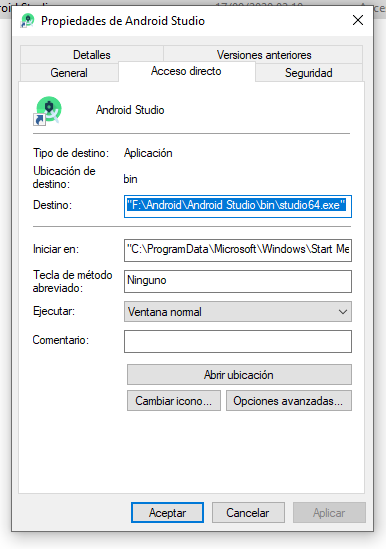 Propiedades de Android Studio
Detalles
Versiones anteriores
General
Acceso directo
Seguridad
Android Studio
Tipo de destino:
Aplicación
Ubicación de
destino:
bin
Destino:
"F:\Android\Android Studio\bin\studio64.exe"
Iniciar en:
"C:\ProgramData\Microsoft\Windows\Start Me
Tecla de método
abreviado:
Ninguno
Ejecutar:
Ventana normal
Comentario:
Abrir ubicación
Cambiar icono...
Opciones avanzadas...
Aceptar
Cancelar
Aplicar